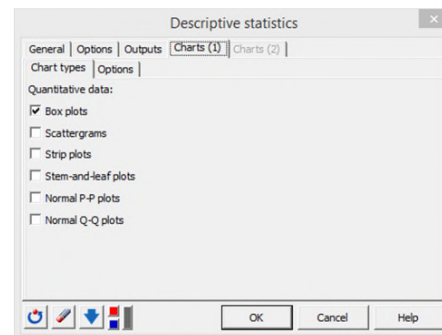 Descriptive statistics
General Options Outputs Charts (1) Charts (2)
Chart types Options
Quantitative data:
Box plots
Scattergrams
Strip plots
Stem-and-leaf plots
Normal P-P plots
Normal Q-Q plots
OK Cancel Help